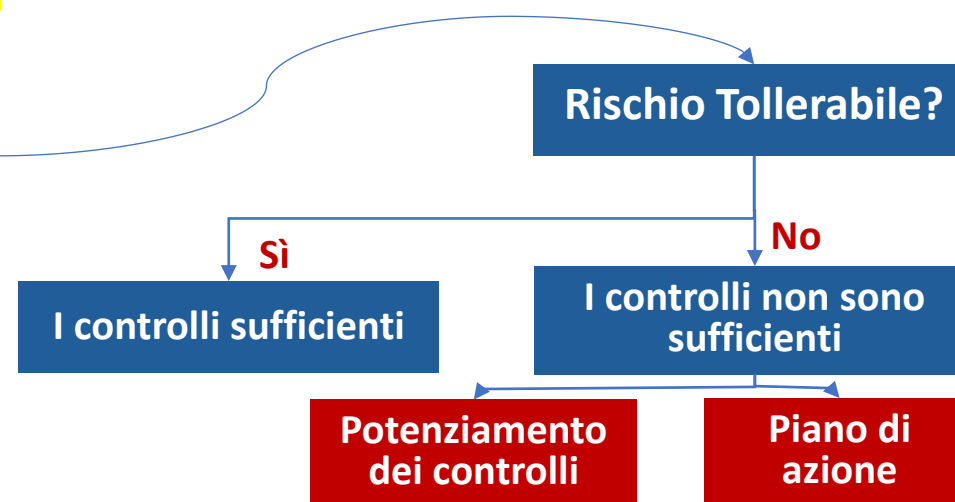 Rischio Tollerabile?
Sì
No
I controlli sufficienti
I controlli non sono
sufficienti
Potenziamento
dei controlli
Piano di
azione